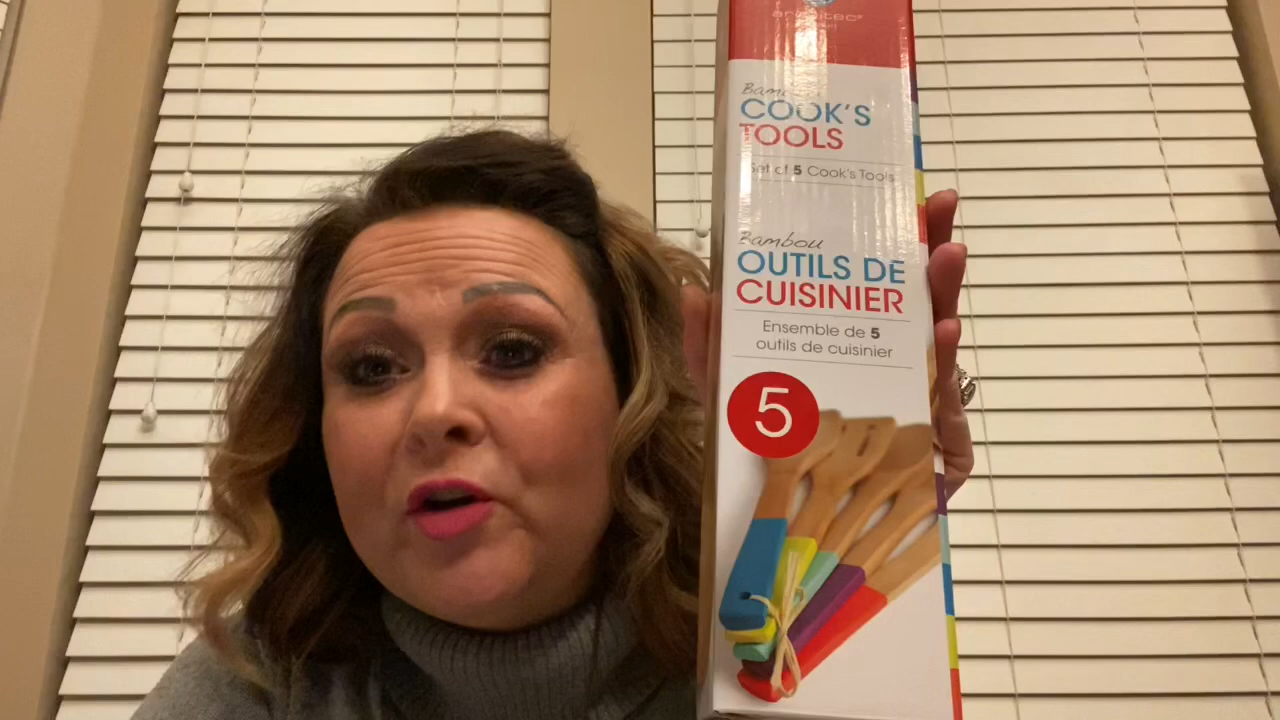 COOK'S
TOOLS
Set of 5 Cook's Tools
Bambou
OUTILS DE
CUISINIER
Ensemble de 5
outils de cuisinier
5